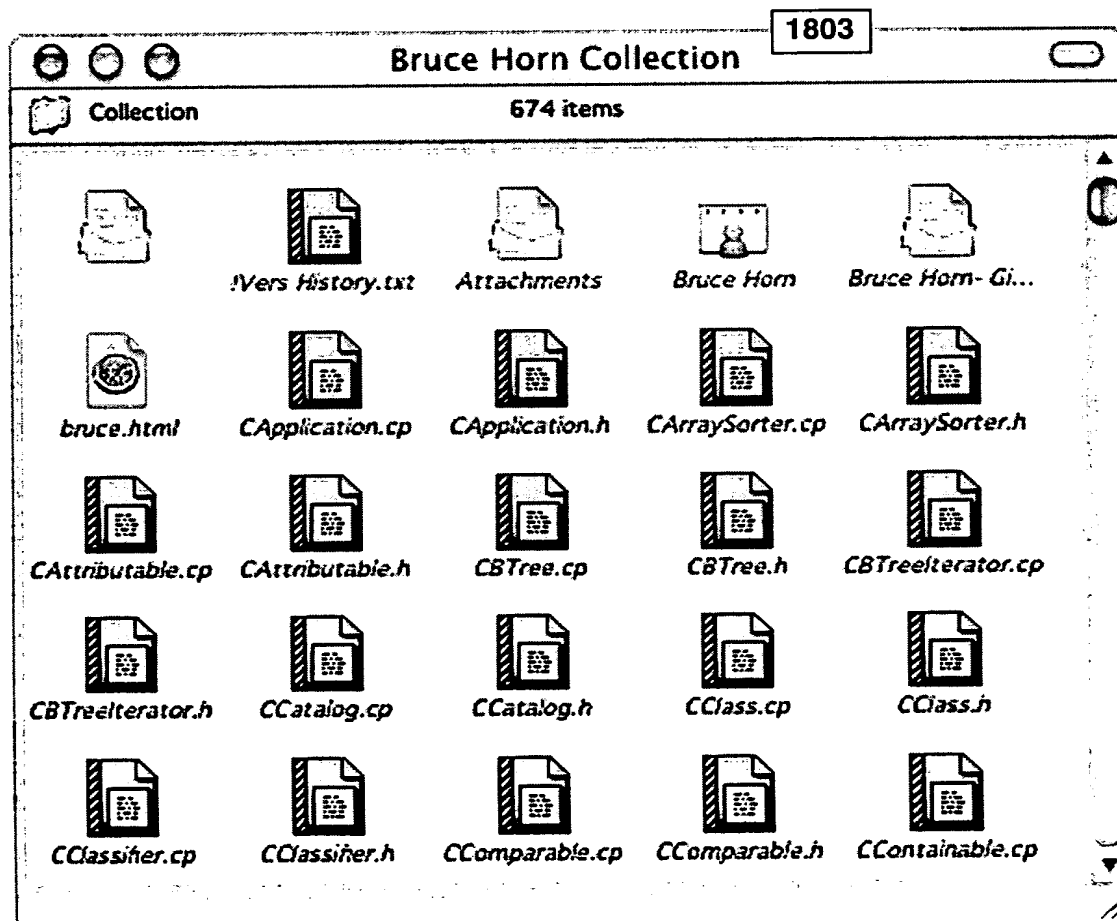 1803
Bruce Horn Collection
Collection 674 items
!Vers History.txt Attachments Bruce Horn Bruce Horn- Gi...
bruce.html CApplication.cp CApplication.h CArraySorter.cp CArraySorter.h
CAttributable.cp CAttributable.h CBTree.cp CBTree.h CBTreeIterator.cp
CBTreeIterator.h CCatalog.cp CCatalog.h CClass.cp CClass.h
CClassifier.cp CClassifier.h CComparable.cp CComparable.h CContainable.cp